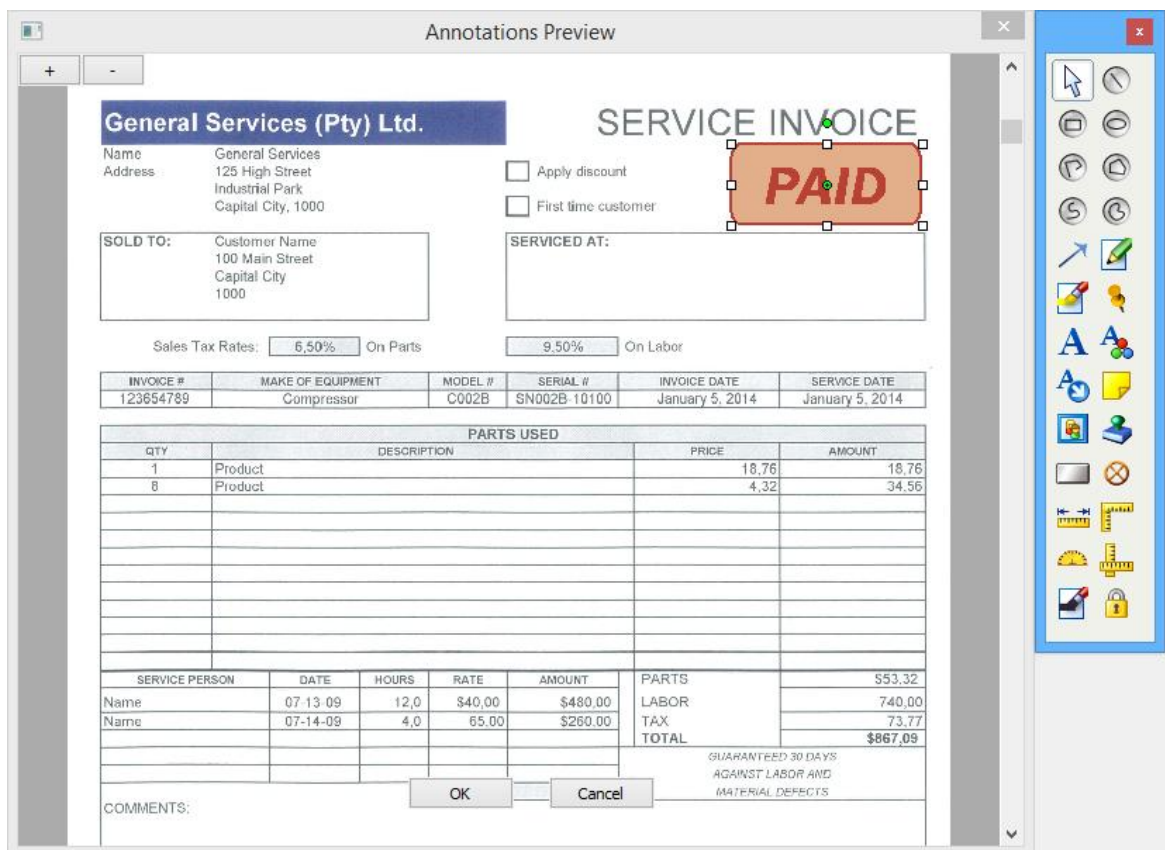 Annotations Preview
+ -
General Services (Pty) Ltd. SERVICE INVOICE
Name General Services
Address 125 High Street Apply discount PAID
Industrial Park
Capital City, 1000 First time customer
SOLD TO: Customer Name SERVICED AT:
100 Main Street
Capital City
1000
Sales Tax Rates: 6,50% On Parts 9,50% On Labor
INVOICE # MAKE OF EQUIPMENT MODEL # SERIAL # INVOICE DATE SERVICE DATE
123654789 Compressor C002B SN002B-10100 January 5, 2014 January 5, 2014
PARTS USED
QTY DESCRIPTION PRICE AMOUNT
1 Product 18,76 18,76
8 Product 4,32 34,56
SERVICE PERSON DATE HOURS RATE AMOUNT PARTS $53,32
Name 07-13-09 12,0 $40,00 $480,00 LABOR 740,00
Name 07-14-09 4,0 65,00 $260,00 TAX 73,77
TOTAL $867,09
GUARANTEED 30 DAYS
AGAINST LABOR AND
MATERIAL DEFECTS
OK Cancel
COMMENTS: